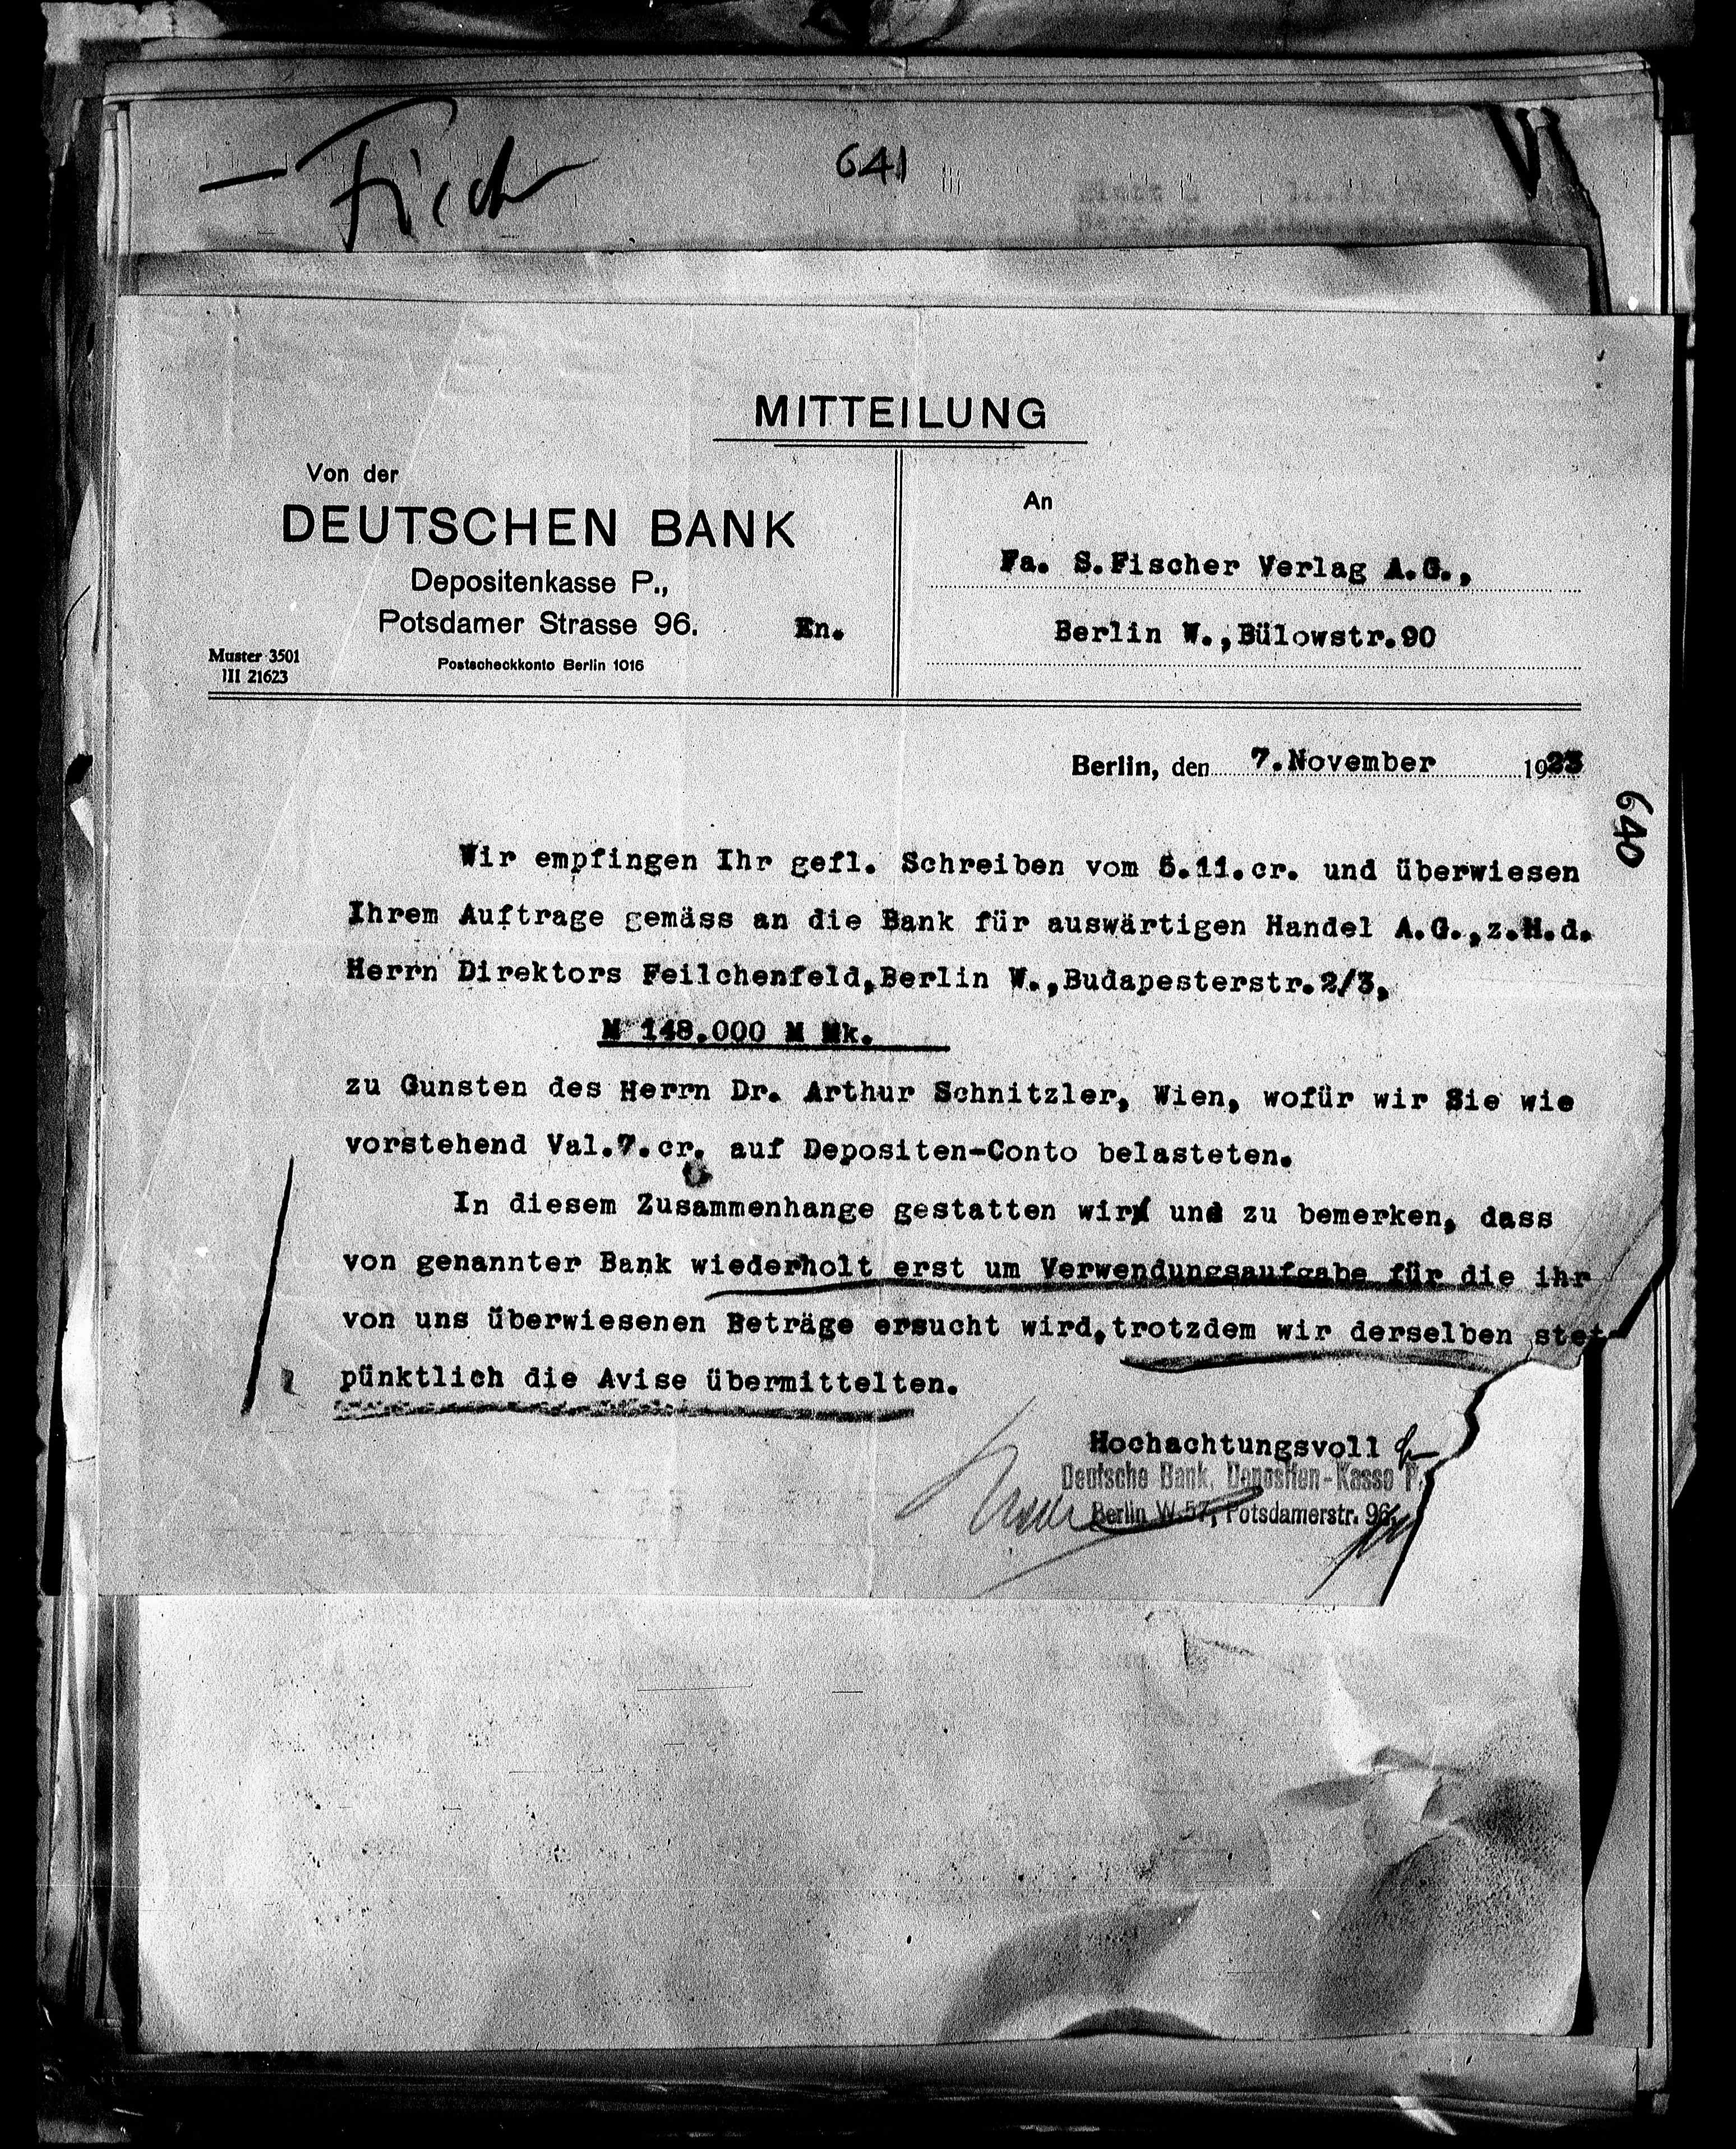 Fisch
641
MITTEILUNG
Von der
DEUTSCHEN BANK
Depositenkasse P.,
Potsdamer Strasse 96.
En.
Muster 3501
III 21623
Postscheckkonto Berlin 1016
An
Fa. S.Fischer Verlag A.G.,
Berlin W.,Bülowstr.90
Berlin, den 7.November 1923
640
Wir empfingen Ihr gefl. Schreiben vom 5.11.cr. und überwiesen
Ihrem Auftrage gemäss an die Bank für auswärtigen Handel A.G.,z.H.d.
Herrn Direktors Feilchenfeld,Berlin W.,Budapesterstr.2/3,
M 148.000 M Mk.
zu Gunsten des Herrn Dr. Arthur Schnitzler, Wien, wofür wir Sie wie
vorstehend Val.7.cr. auf Depositen-Conto belasteten.
In diesem Zusammenhange gestatten wir und zu bemerken, dass
von genannter Bank wiederholt erst um Verwendungsaufgabe für die ihr
von uns überwiesenen Beträge ersucht wird,trotzdem wir derselben stet
pünktlich die Avise übermittelten.
Hochachtungsvoll
Deutsche Bank, Depositen-Kasse P.
Berlin W.57, Potsdamerstr. 96.